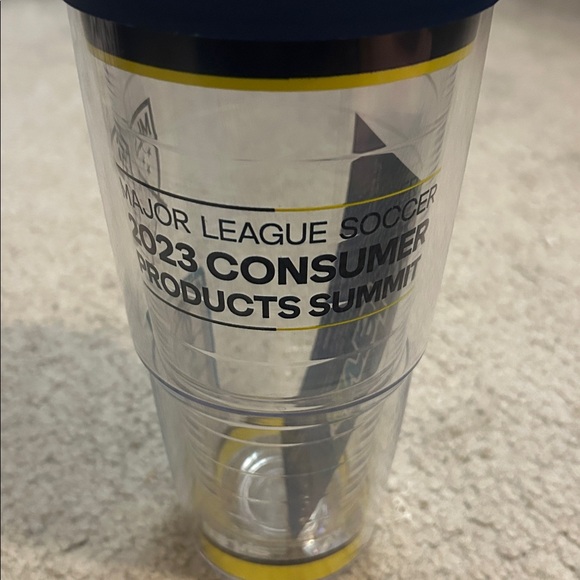 MAJOR LEAGUE SOCCER
2023 CONSUMER
PRODUCTS SUMMIT